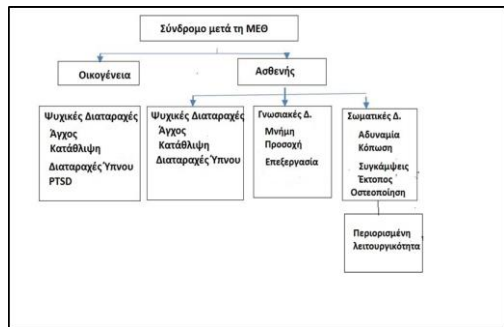 Σύνδρομο μετά τη ΜΕΘ
Οικογένεια
Ασθενής
Ψυχικές Διαταραχές
Άγχος
Κατάθλιψη
Διαταραχές Ύπνου
PTSD
Ψυχικές Διαταραχές
Άγχος
Κατάθλιψη
Διαταραχές Ύπνου
Γνωσιακές Δ.
Μνήμη
Προσοχή
Επεξεργασία
Σωματικές Δ.
Αδυναμία
Κόπωση
Συγκάμψεις
Έκτοπος
Οστεοποίηση
Περιορισμένη
λειτουργικότητα